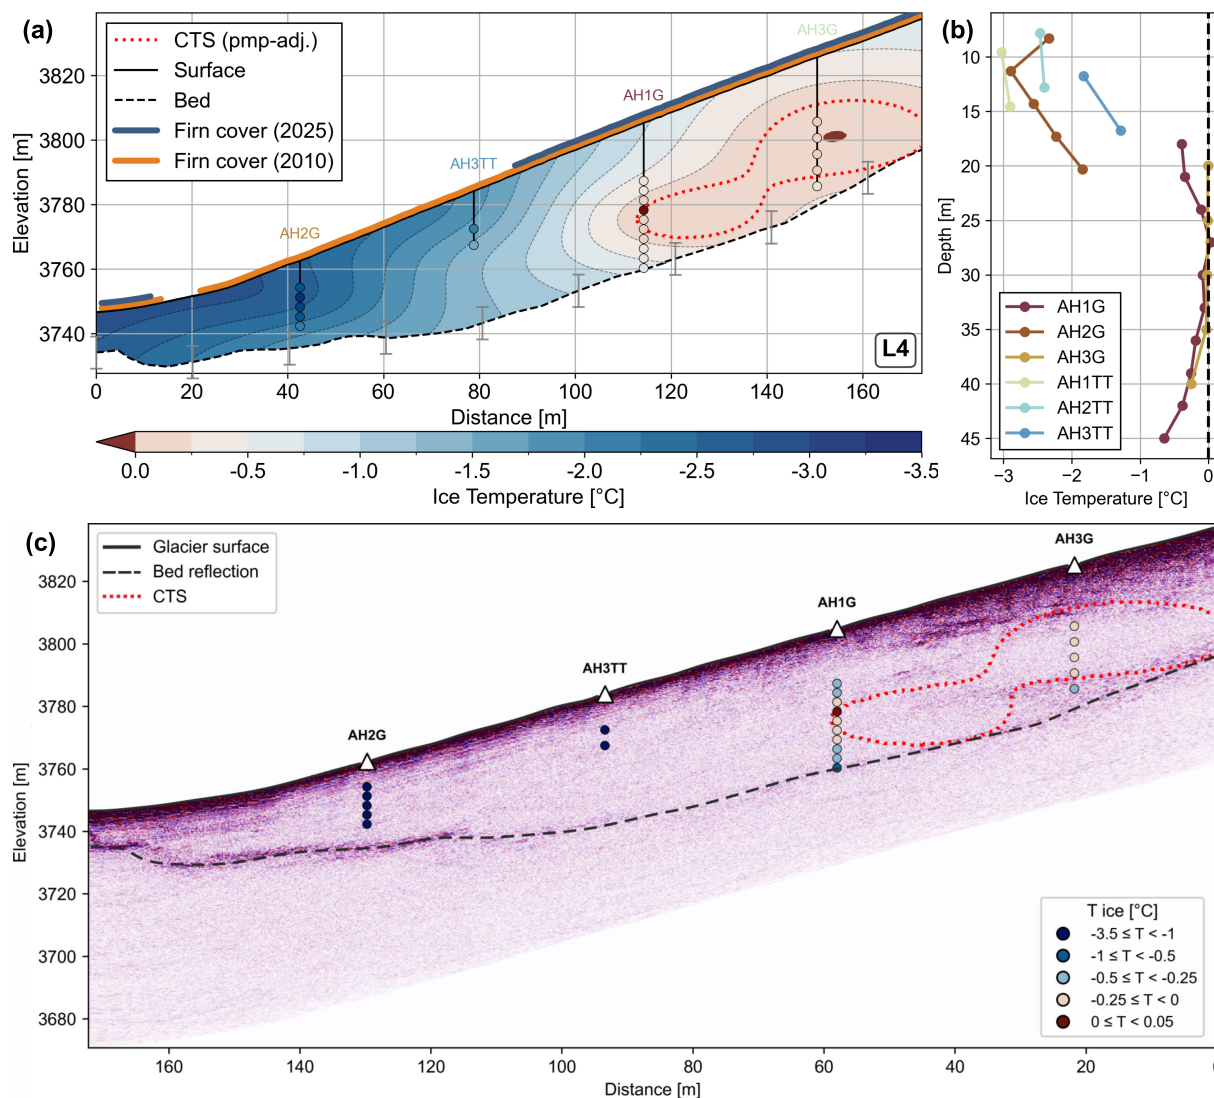 (a)
CTS (pmp-adj.)
Surface
Bed
Firn cover (2025)
Firn cover (2010)
AH2G
AH3TT
AH1G
AH3G
L4
Elevation [m]
3820
3800
3780
3760
3740
0 20 40 60 80 100 120 140 160
Distance [m]
0.0 -0.5 -1.0 -1.5 -2.0 -2.5 -3.0 -3.5
Ice Temperature [°C]
(b)
Depth [m]
10
15
20
25
30
35
40
45
AH1G
AH2G
AH3G
AH1TT
AH2TT
AH3TT
−3 −2 −1 0
Ice Temperature [°C]
(c)
Glacier surface
Bed reflection
CTS
AH2G
AH3TT
AH1G
AH3G
Elevation [m]
3820
3800
3780
3760
3740
3720
3700
3680
T ice [°C]
-3.5 ≤ T < -1
-1 ≤ T < -0.5
-0.5 ≤ T < -0.25
-0.25 ≤ T < 0
0 ≤ T < 0.05
160 140 120 100 80 60 40 20
Distance [m]